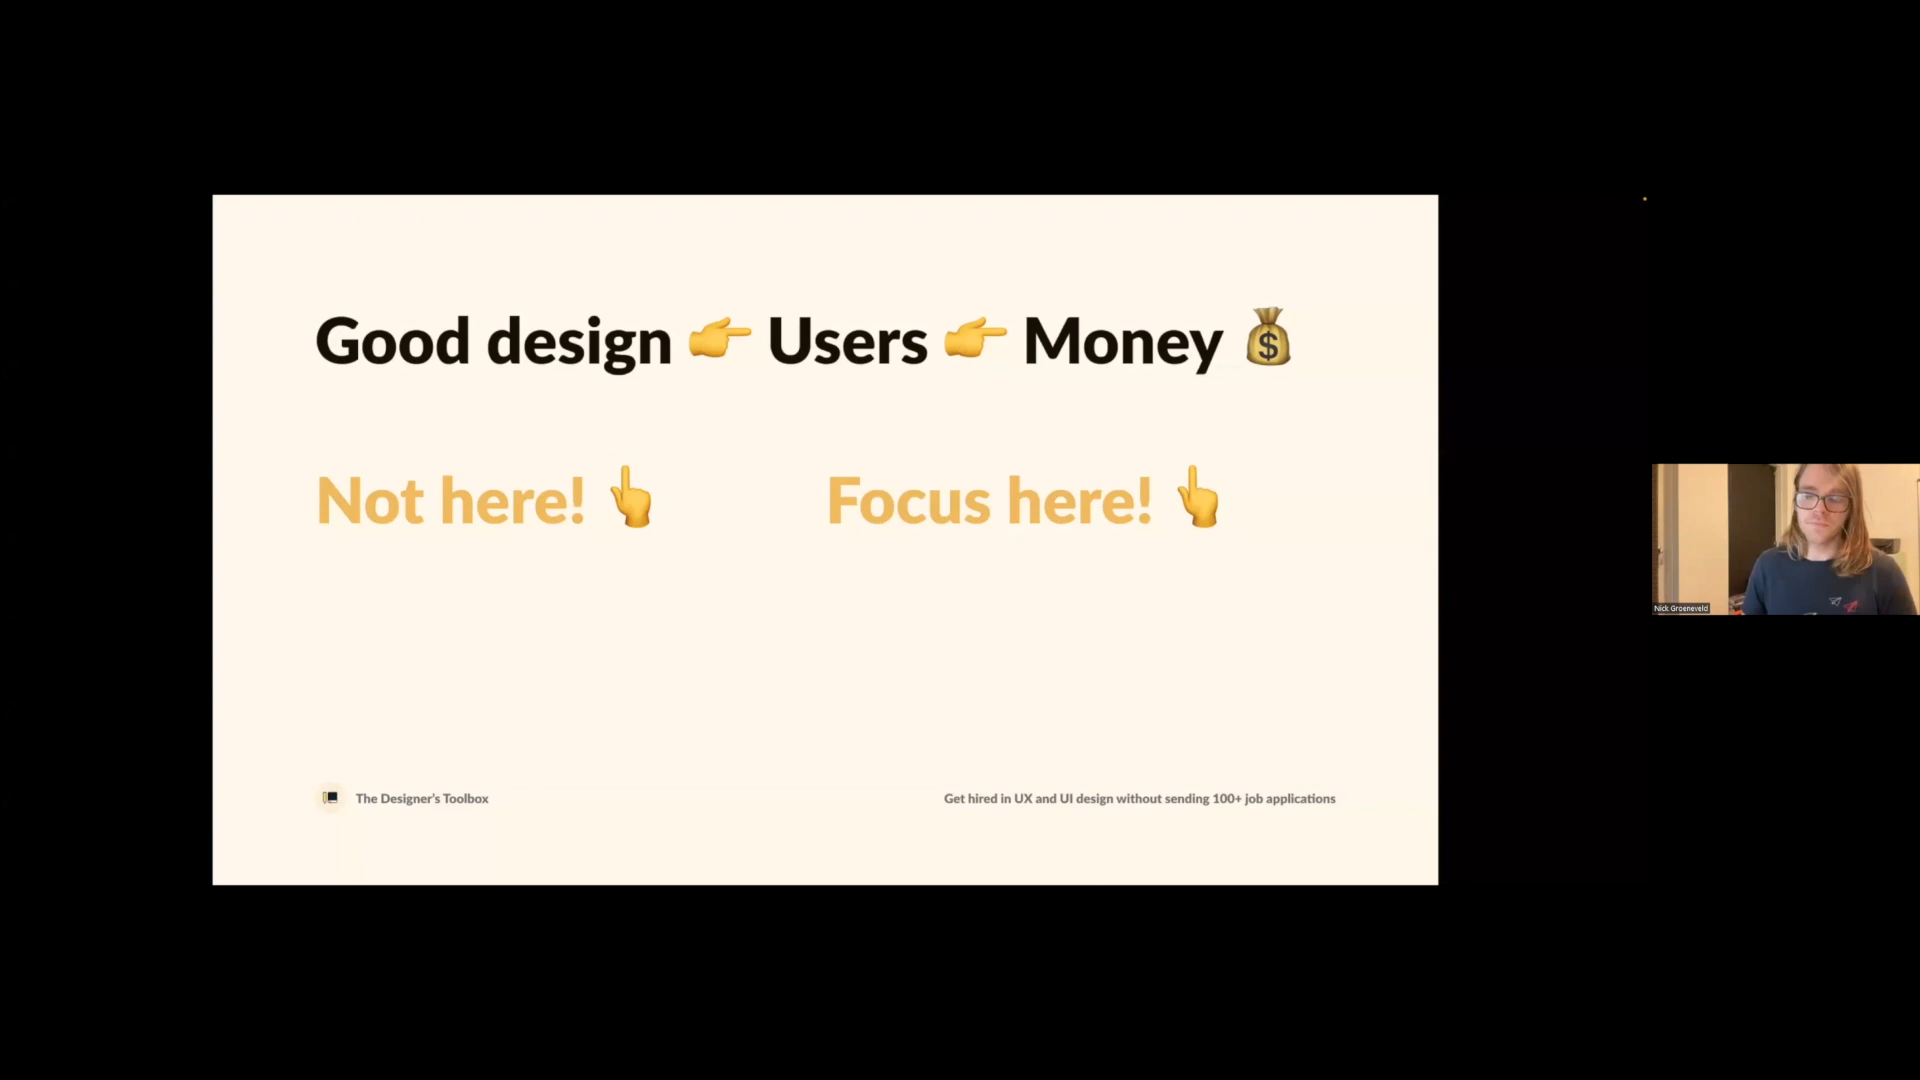 Good design 👉 Users 👉 Money 💰
Not here! 👆 Focus here! 👆
The Designer's Toolbox
Get hired in UX and UI design without sending 100+ job applications
Nick Groeneveld